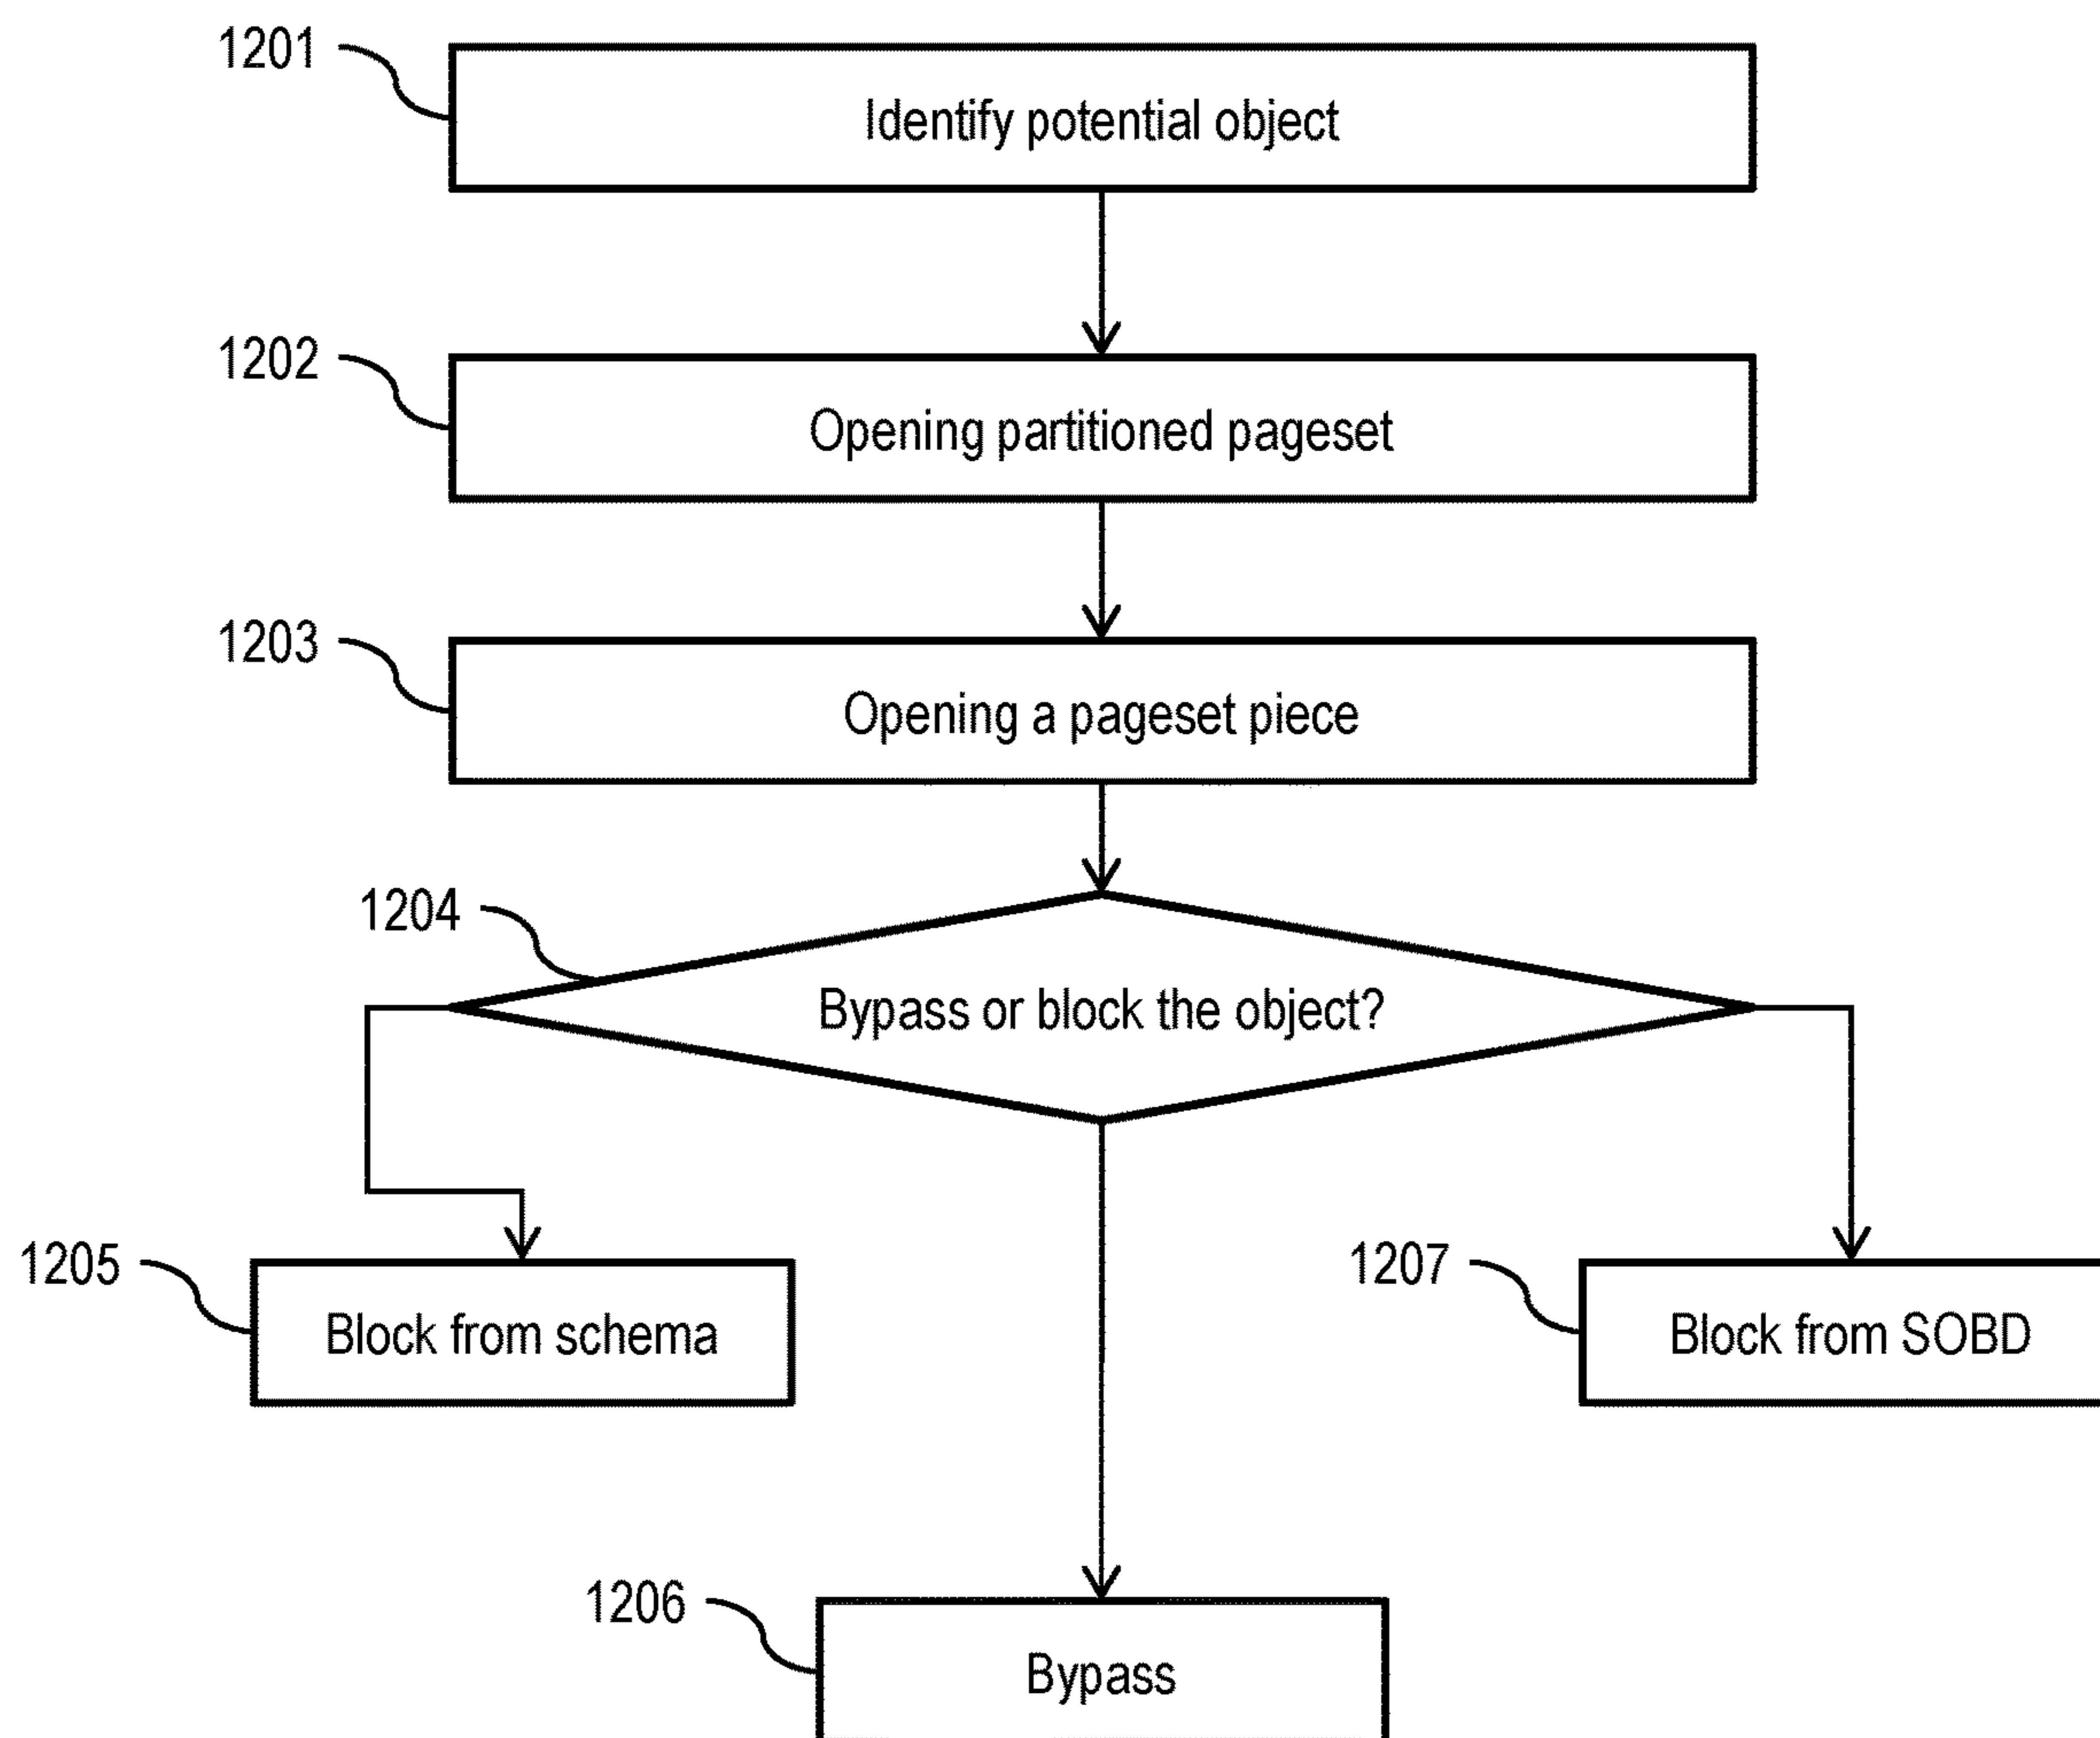 1201
Identify potential object
1202
Opening partitioned pageset
1203
Opening a pageset piece
1204
Bypass or block the object?
1205
Block from schema
1207
Block from SOBD
1206
Bypass